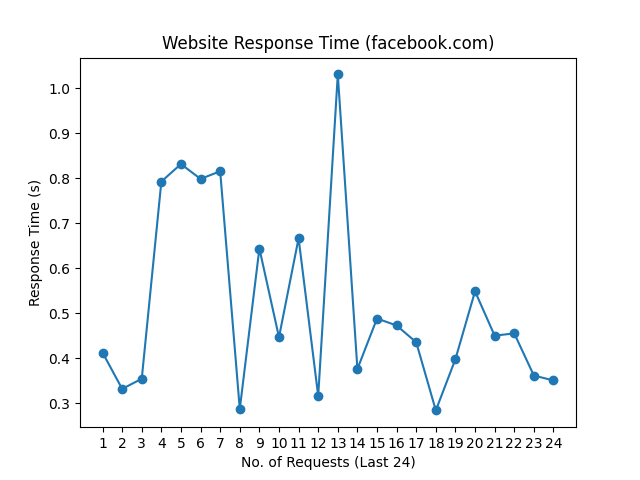 Website Response Time (facebook.com)
1.0
0.9
0.8
0.7
0.6
0.5
0.4
0.3
Response Time (s)
1 2 3 4 5 6 7 8 9 10 11 12 13 14 15 16 17 18 19 20 21 22 23 24
No. of Requests (Last 24)